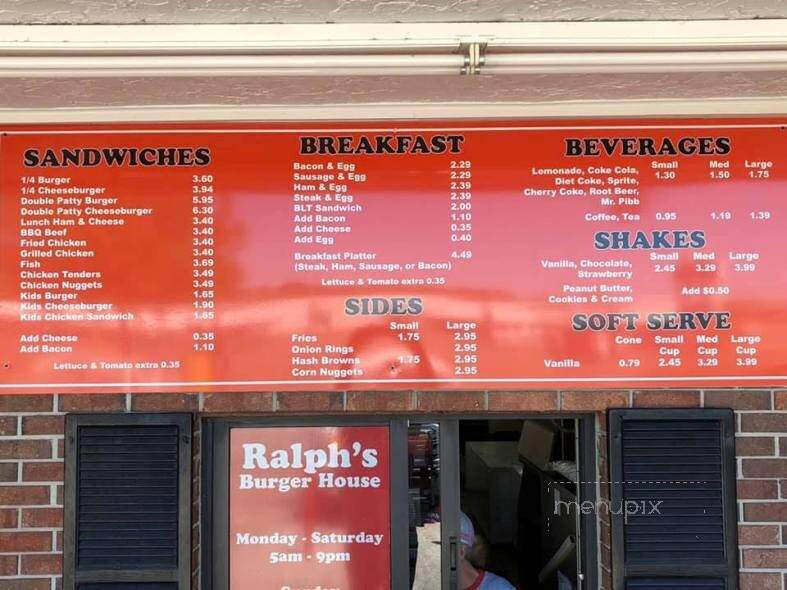 SANDWICHES
1/4 Burger 3.60
1/4 Cheeseburger 3.94
Double Patty Burger 5.95
Double Patty Cheeseburger 6.30
Lunch Ham & Cheese 3.40
BBQ Beef 3.40
Fried Chicken 3.40
Grilled Chicken 3.40
Fish 3.69
Chicken Tenders 3.49
Chicken Nuggets 3.49
Kids Burger 1.65
Kids Cheeseburger 1.90
Kids Chicken Sandwich 1.65
Add Cheese 0.35
Add Bacon 1.10
Lettuce & Tomato extra 0.35
BREAKFAST
Bacon & Egg 2.29
Sausage & Egg 2.29
Ham & Egg 2.39
Steak & Egg 2.39
BLT Sandwich 2.00
Add Bacon 1.10
Add Cheese 0.35
Add Egg 0.40
Breakfast Platter 4.49
(Steak, Ham, Sausage, or Bacon)
Lettuce & Tomato extra 0.35
SIDES
Small Large
Fries 1.75 2.95
Onion Rings 2.95
Hash Browns 1.75 2.95
Corn Nuggets 2.95
BEVERAGES
Small Med Large
Lemonade, Coke Cola, 1.30 1.50 1.75
Diet Coke, Sprite,
Cherry Coke, Root Beer,
Mr. Pibb
Coffee, Tea 0.95 1.19 1.39
SHAKES
Small Med Large
Vanilla, Chocolate, 2.45 3.29 3.99
Strawberry
Peanut Butter, Add $0.50
Cookies & Cream
SOFT SERVE
Cone Small Med Large
Cup Cup Cup
Vanilla 0.79 2.45 3.29 3.99
Ralph's
Burger House
Monday - Saturday
5am - 9pm
Sunday
menupix